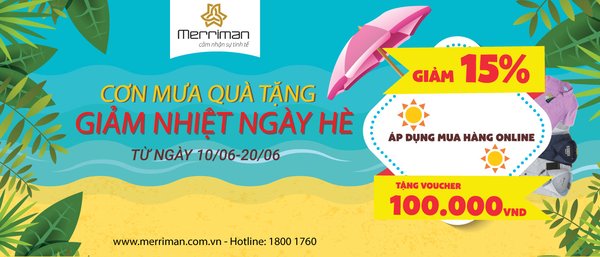 Merriman
cảm nhận sự tinh tế
CƠN MƯA QUÀ TẶNG
GIẢM NHIỆT NGÀY HÈ
TỪ NGÀY 10/06-20/06
GIẢM 15%
ÁP DỤNG MUA HÀNG ONLINE
TẶNG VOUCHER
100.000VND
www.merriman.com.vn - Hotline: 1800 1760